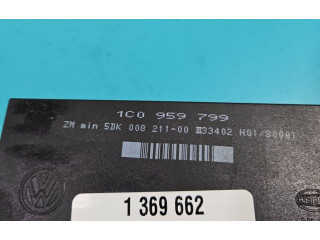 1C0 959 799
ZM min 5DK 008 211-00 33402 H01/S0001
1 369 662